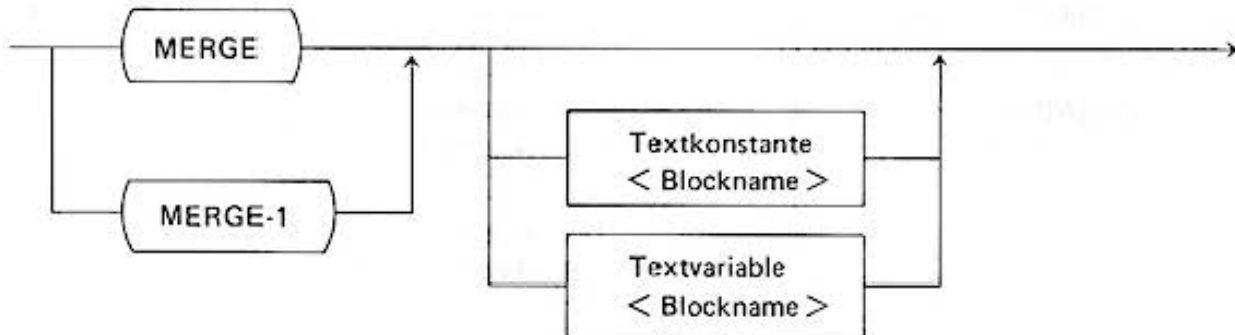 MERGE
MERGE-1
Textkonstante
< Blockname >
Textvariable
< Blockname >